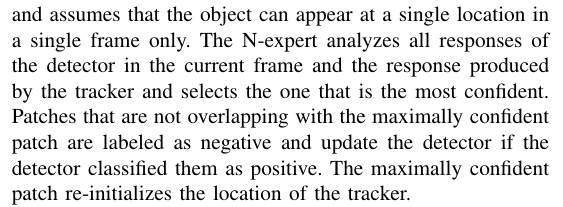 and assumes that the object can appear at a single location in
a single frame only. The N-expert analyzes all responses of
the detector in the current frame and the response produced
by the tracker and selects the one that is the most confident.
Patches that are not overlapping with the maximally confident
patch are labeled as negative and update the detector if the
detector classified them as positive. The maximally confident
patch re-initializes the location of the tracker.